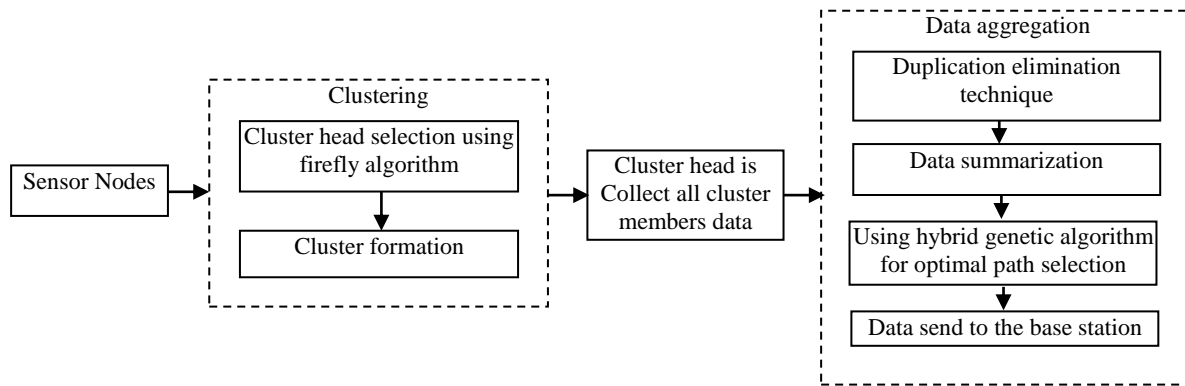 Sensor Nodes
Clustering
Cluster head selection using
firefly algorithm
Cluster formation
Cluster head is
Collect all cluster
members data
Data aggregation
Duplication elimination
technique
Data summarization
Using hybrid genetic algorithm
for optimal path selection
Data send to the base station